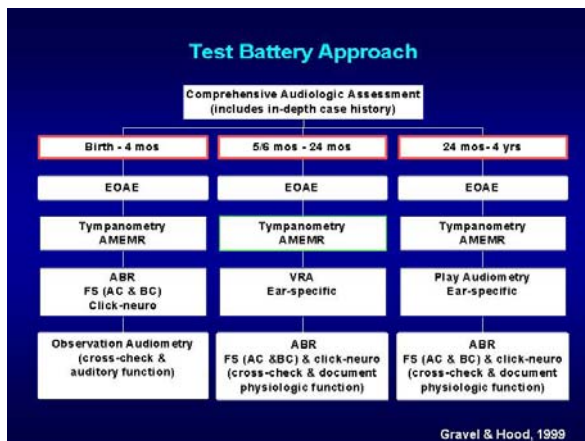 Test Battery Approach
Comprehensive Audiologic Assessment
(includes in-depth case history)
Birth - 4 mos
5/6 mos - 24 mos
24 mos- 4 yrs
EOAE
EOAE
EOAE
Tympanometry
AMEMR
Tympanometry
AMEMR
Tympanometry
AMEMR
ABR
FS (AC & BC)
Click-neuro
VRA
Ear-specific
Play Audiometry
Ear-specific
Observation Audiometry
(cross-check &
auditory function)
ABR
FS (AC &BC) & click-neuro
(cross-check & document
physiologic function)
ABR
FS (AC & BC) & click-neuro
(cross-check & document
physiologic function)
Gravel & Hood, 1999